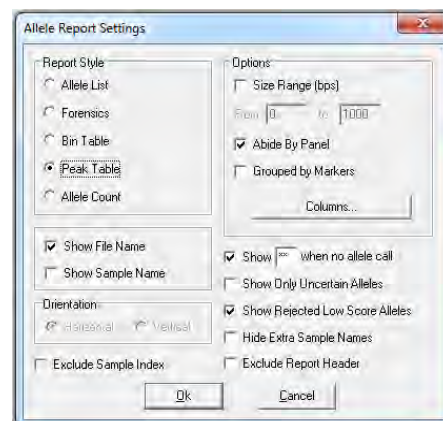 Allele Report Settings
Report Style
Allele List
Forensics
Bin Table
Peak Table
Allele Count
Show File Name
Show Sample Name
Orientation
Horizontal Vertical
Exclude Sample Index
Options
Size Range (bps)
From 0 to 1000
Abide By Panel
Grouped by Markers
Columns...
Show when no allele call
Show Only Uncertain Alleles
Show Rejected Low Score Alleles
Hide Extra Sample Names
Exclude Report Header
Ok Cancel